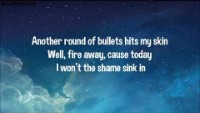 Another round of bullets hits my skin
Well, fire away, cause today
I won't the shame sink in